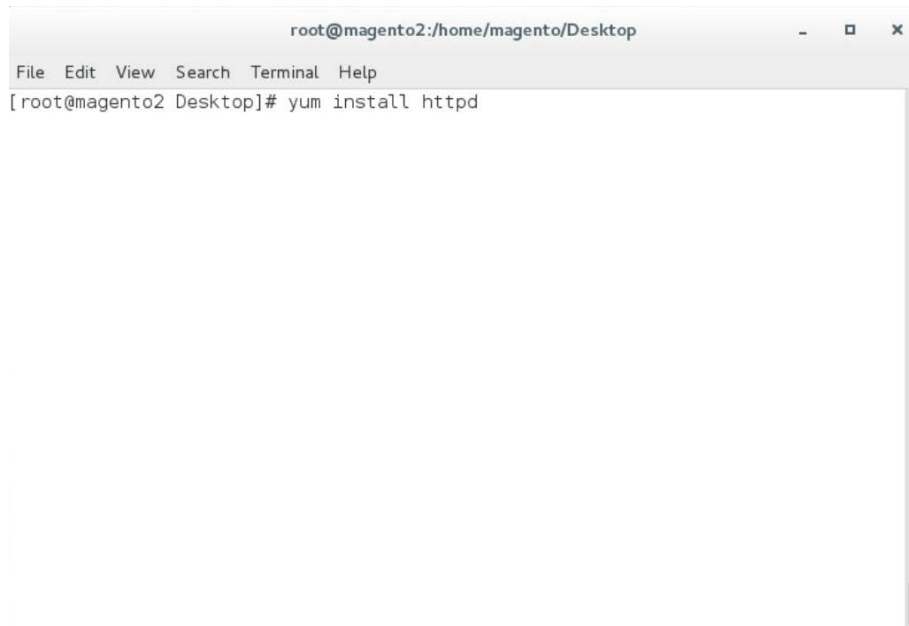 root@magento2:/home/magento/Desktop
File Edit View Search Terminal Help
[root@magento2 Desktop]# yum install httpd